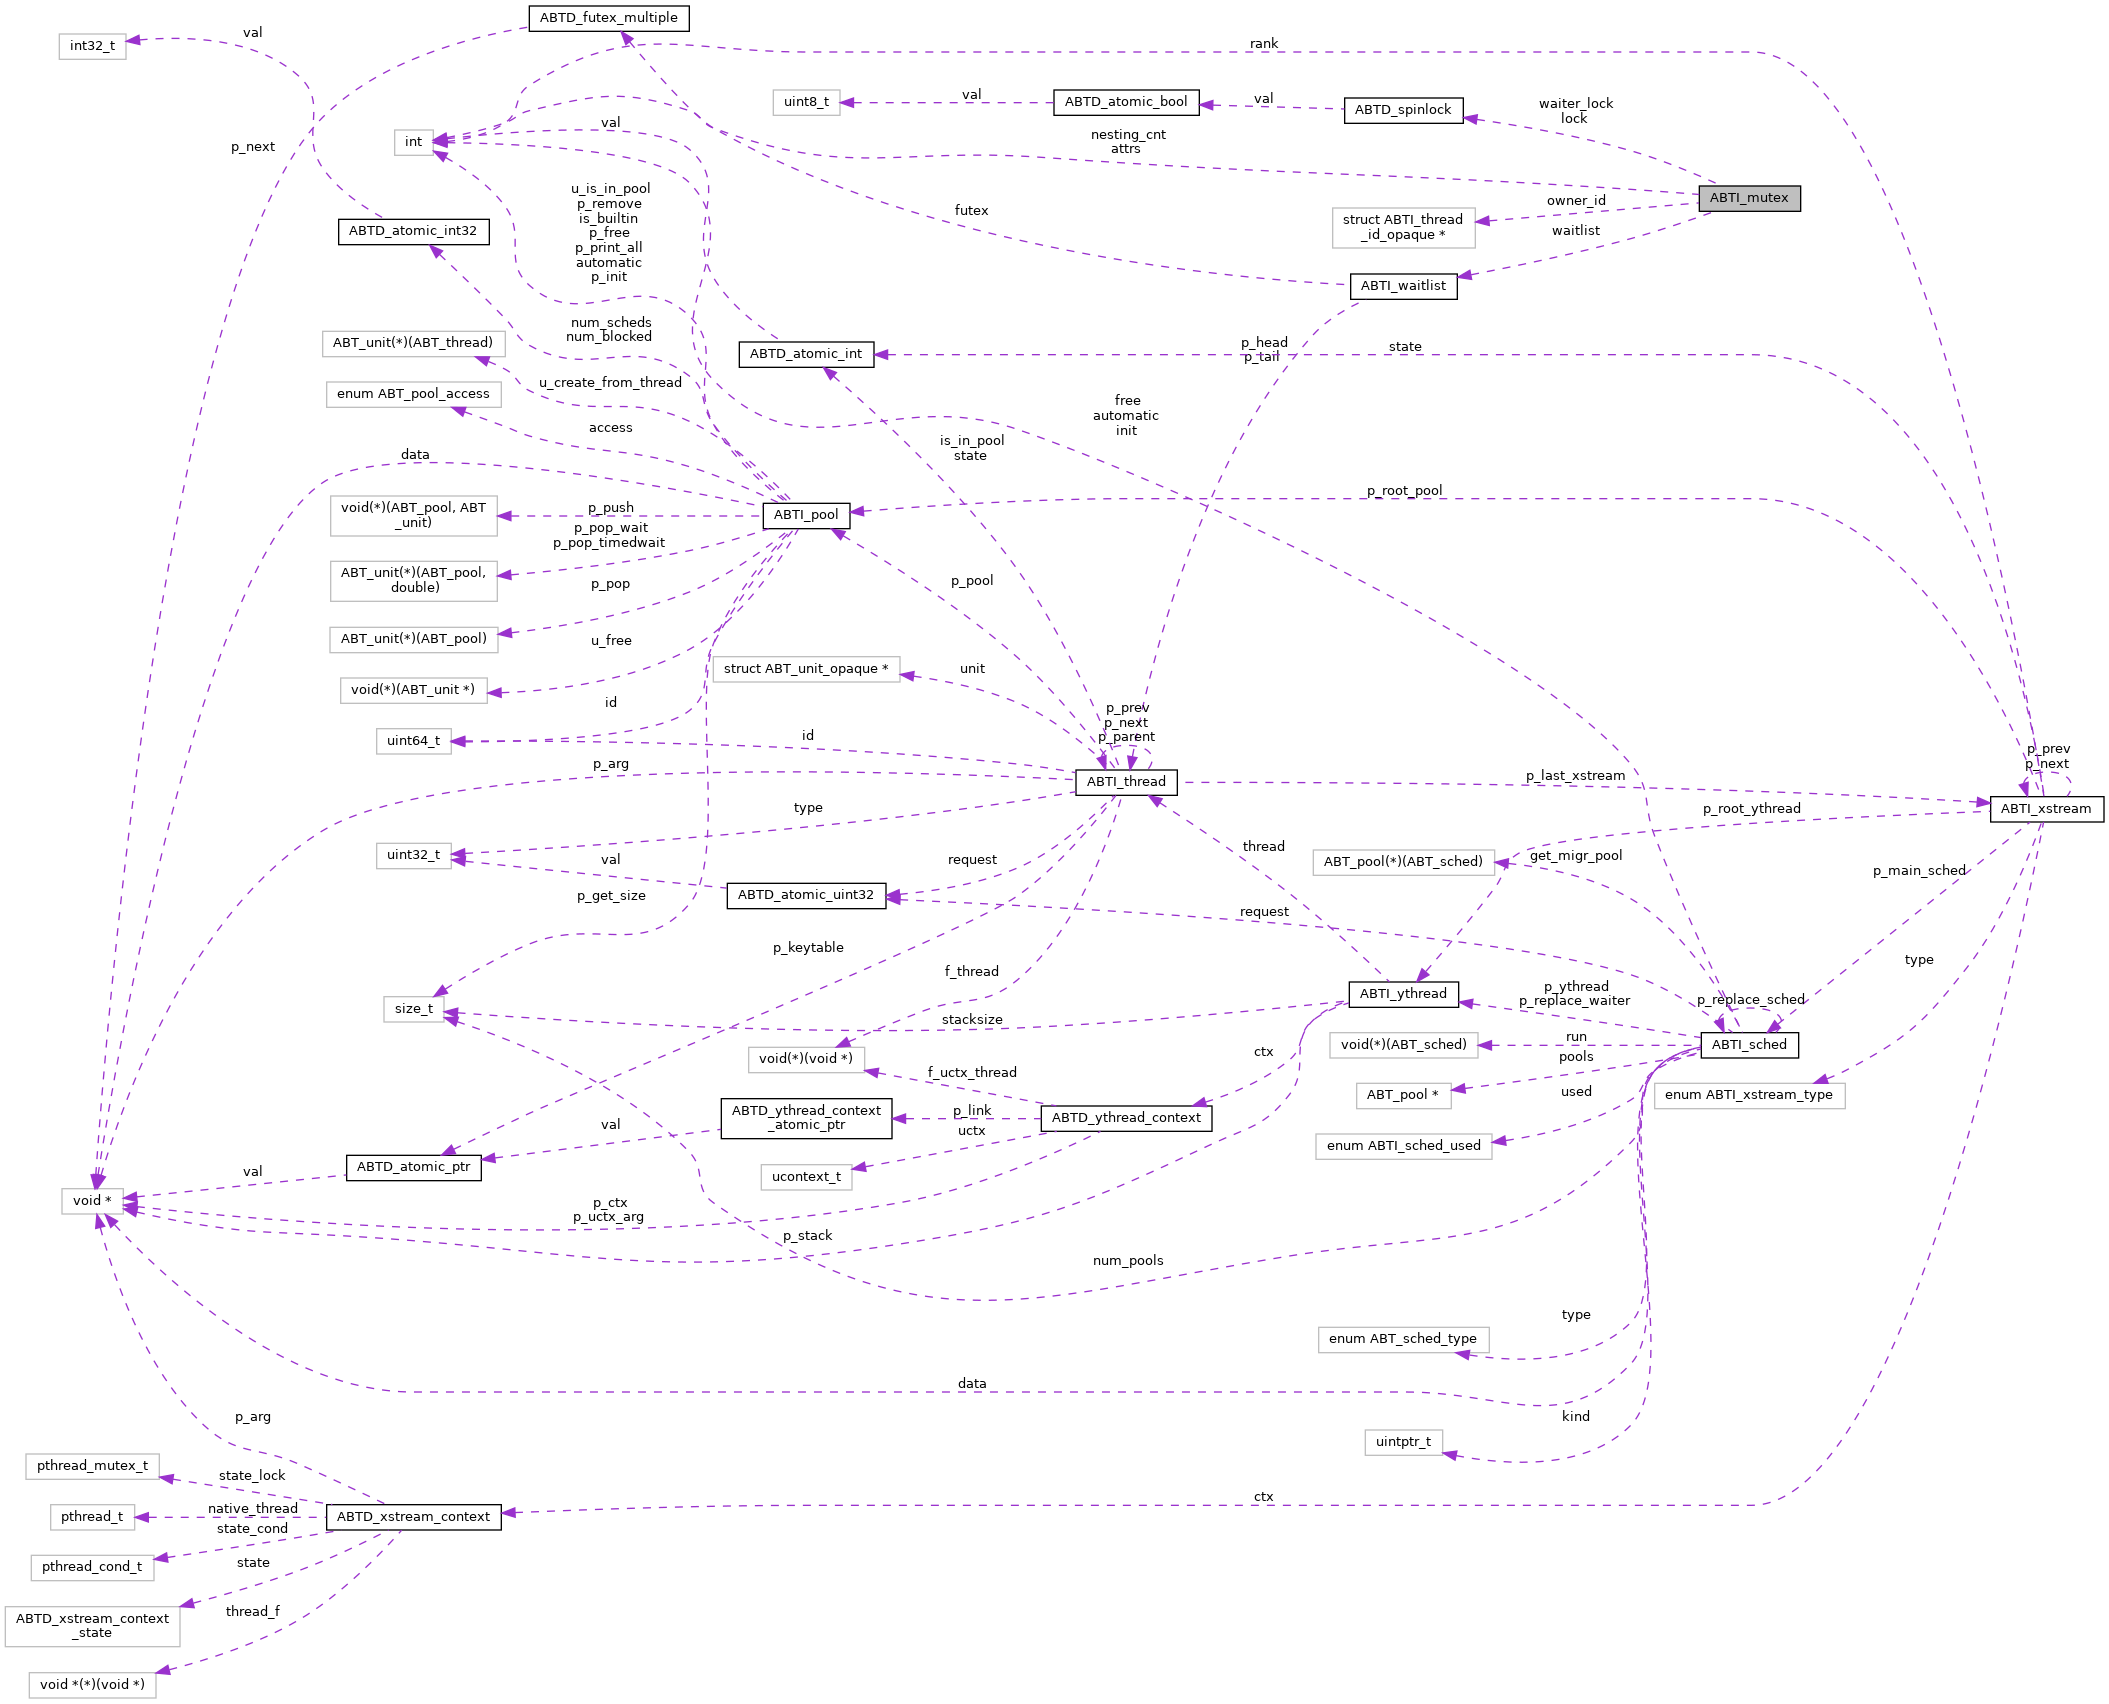 ABTD_futex_multiple
val
int32_t
rank
val
uint8_t
ABTD_atomic_bool
val
ABTD_spinlock
waiter_lock
lock
val
int
nesting_cnt
attrs
p_next
u_is_in_pool
p_remove
is_builtin
p_free
p_print_all
automatic
p_init
ABTI_mutex
owner_id
struct ABTI_thread
_id_opaque *
futex
waitlist
ABTD_atomic_int32
ABTI_waitlist
num_scheds
num_blocked
ABT_unit(*)(ABT_thread)
ABTD_atomic_int
p_head
p_tail
state
u_create_from_thread
enum ABT_pool_access
free
automatic
init
access
is_in_pool
state
data
p_root_pool
void(*)(ABT_pool, ABT
_unit)
p_push
ABTI_pool
p_pop_wait
p_pop_timedwait
ABT_unit(*)(ABT_pool,
double)
p_pop
p_pool
ABT_unit(*)(ABT_pool)
u_free
struct ABT_unit_opaque *
unit
void(*)(ABT_unit *)
id
p_prev
p_next
p_parent
uint64_t
id
p_prev
p_next
p_arg
ABTI_thread
p_last_xstream
ABTI_xstream
type
p_root_ythread
uint32_t
val
request
thread
ABT_pool(*)(ABT_sched)
get_migr_pool
p_main_sched
p_get_size
ABTD_atomic_uint32
request
p_keytable
f_thread
type
size_t
stacksize
ABTI_ythread
p_ythread
p_replace_waiter
p_replace_sched
void(*)(void *)
ctx
void(*)(ABT_sched)
run
ABTI_sched
pools
f_uctx_thread
ABT_pool *
used
enum ABTI_xstream_type
ABTD_ythread_context
_atomic_ptr
p_link
ABTD_ythread_context
val
uctx
enum ABTI_sched_used
ABTD_atomic_ptr
ucontext_t
val
void *
p_ctx
p_uctx_arg
p_stack
num_pools
type
enum ABT_sched_type
data
p_arg
kind
uintptr_t
pthread_mutex_t
state_lock
ctx
native_thread
pthread_t
ABTD_xstream_context
state_cond
pthread_cond_t
state
ABTD_xstream_context
_state
thread_f
void *(*)(void *)